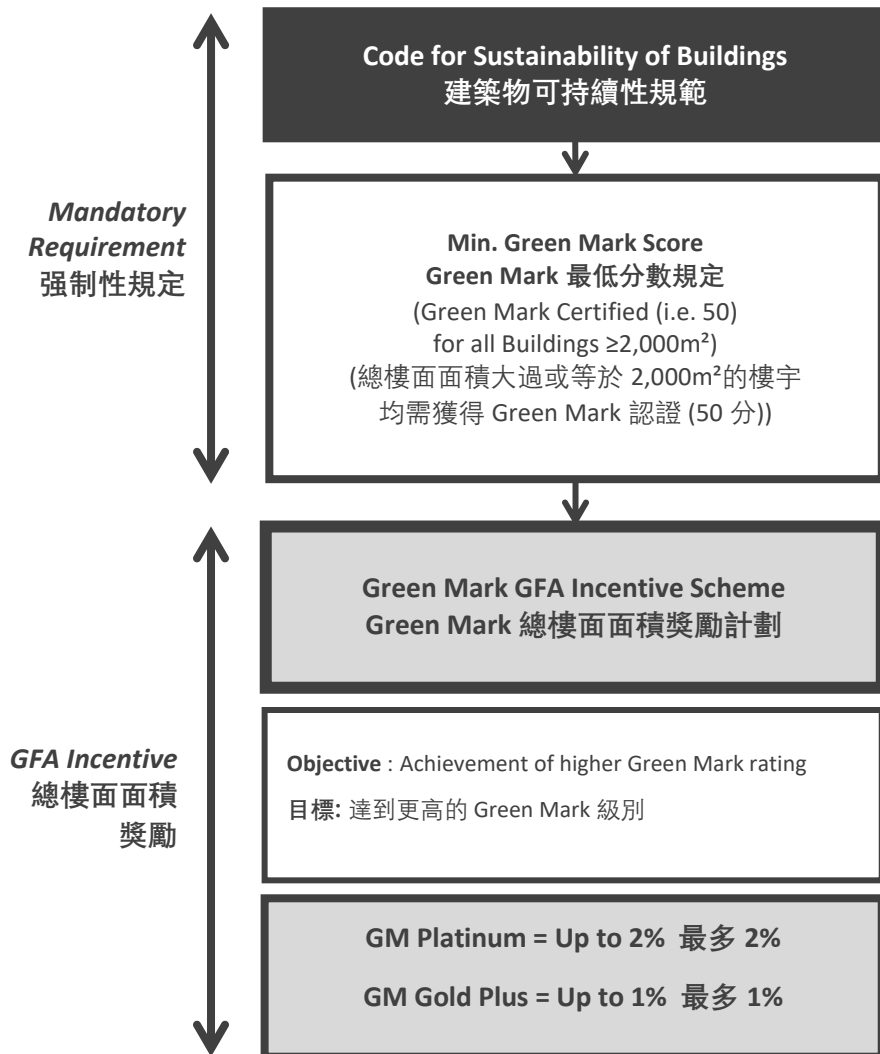 Code for Sustainability of Buildings
建築物可持續性規範
Mandatory
Requirement
强制性規定
Min. Green Mark Score
Green Mark 最低分數規定
(Green Mark Certified (i.e. 50)
for all Buildings ≥2,000m²)
(總樓面面積大過或等於 2,000m²的樓宇
均需獲得 Green Mark 認證 (50 分))
Green Mark GFA Incentive Scheme
Green Mark 總樓面面積獎勵計劃
GFA Incentive
總樓面面積
獎勵
Objective : Achievement of higher Green Mark rating
目標: 達到更高的 Green Mark 級別
GM Platinum = Up to 2% 最多 2%
GM Gold Plus = Up to 1% 最多 1%